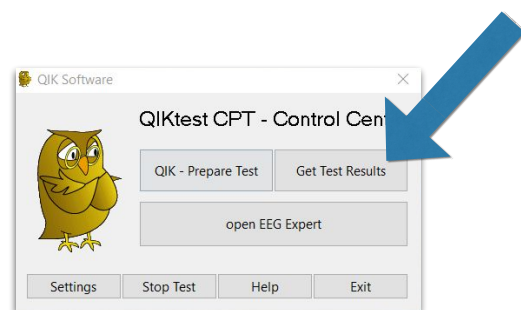 QIK Software
QIKtest CPT - Control Cen
QIK - Prepare Test Get Test Results
open EEG Expert
Settings Stop Test Help Exit